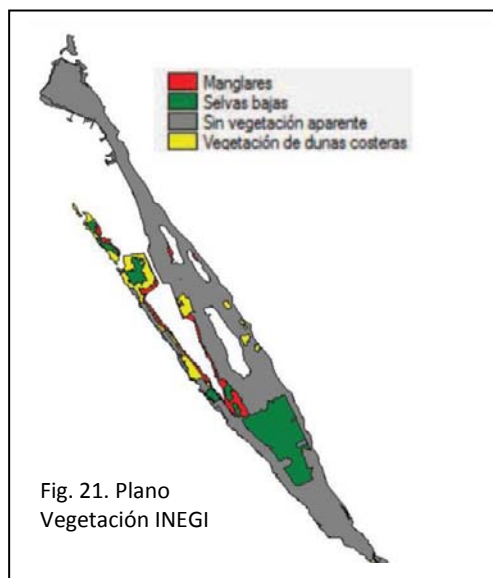 Manglares
Selvas bajas
Sin vegetación aparente
Vegetación de dunas costeras
Fig. 21. Plano
Vegetación INEGI